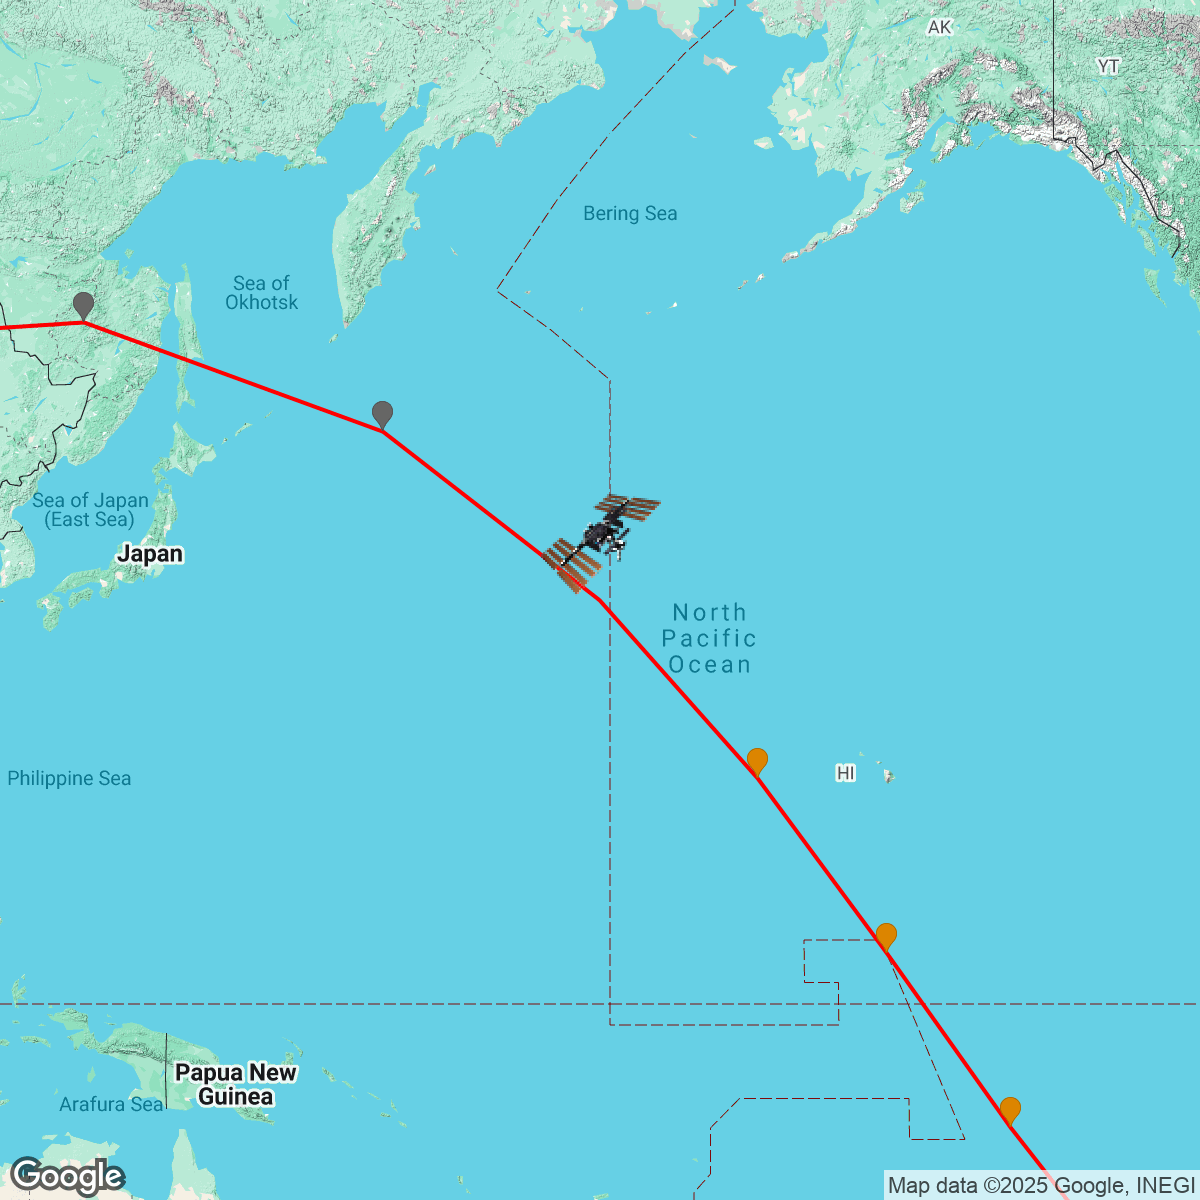 AK
YT
Bering Sea
Sea of
Okhotsk
Sea of Japan
(East Sea)
Japan
North
Pacific
Ocean
Philippine Sea
HI
Papua New
Guinea
Arafura Sea
Google
Map data ©2025 Google, INEGI